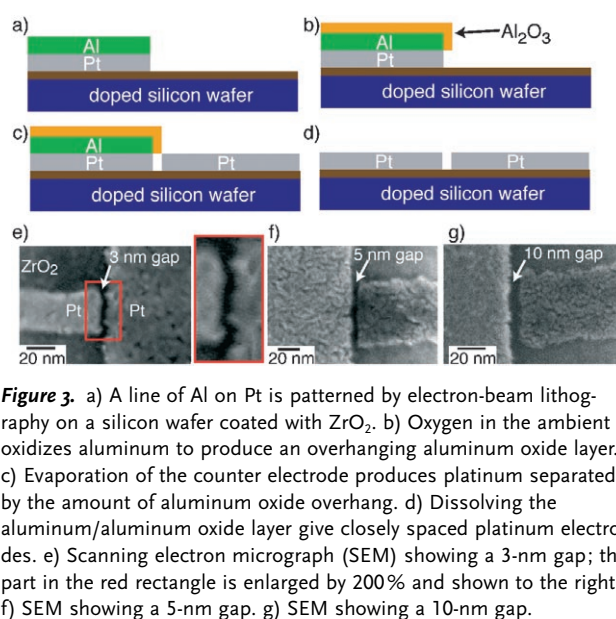 a)
Al
Pt
doped silicon wafer
b)
Al₂O₃
Al
Pt
doped silicon wafer
c)
Al
Pt
Pt
doped silicon wafer
d)
Pt
Pt
doped silicon wafer
e)
3 nm gap
ZrO₂
Pt
Pt
20 nm
f)
5 nm gap
20 nm
g)
10 nm gap
20 nm
Figure 3. a) A line of Al on Pt is patterned by electron-beam lithog-
raphy on a silicon wafer coated with ZrO₂. b) Oxygen in the ambient
oxidizes aluminum to produce an overhanging aluminum oxide layer.
c) Evaporation of the counter electrode produces platinum separated
by the amount of aluminum oxide overhang. d) Dissolving the
aluminum/aluminum oxide layer give closely spaced platinum electro
des. e) Scanning electron micrograph (SEM) showing a 3-nm gap; th
part in the red rectangle is enlarged by 200% and shown to the right
f) SEM showing a 5-nm gap. g) SEM showing a 10-nm gap.